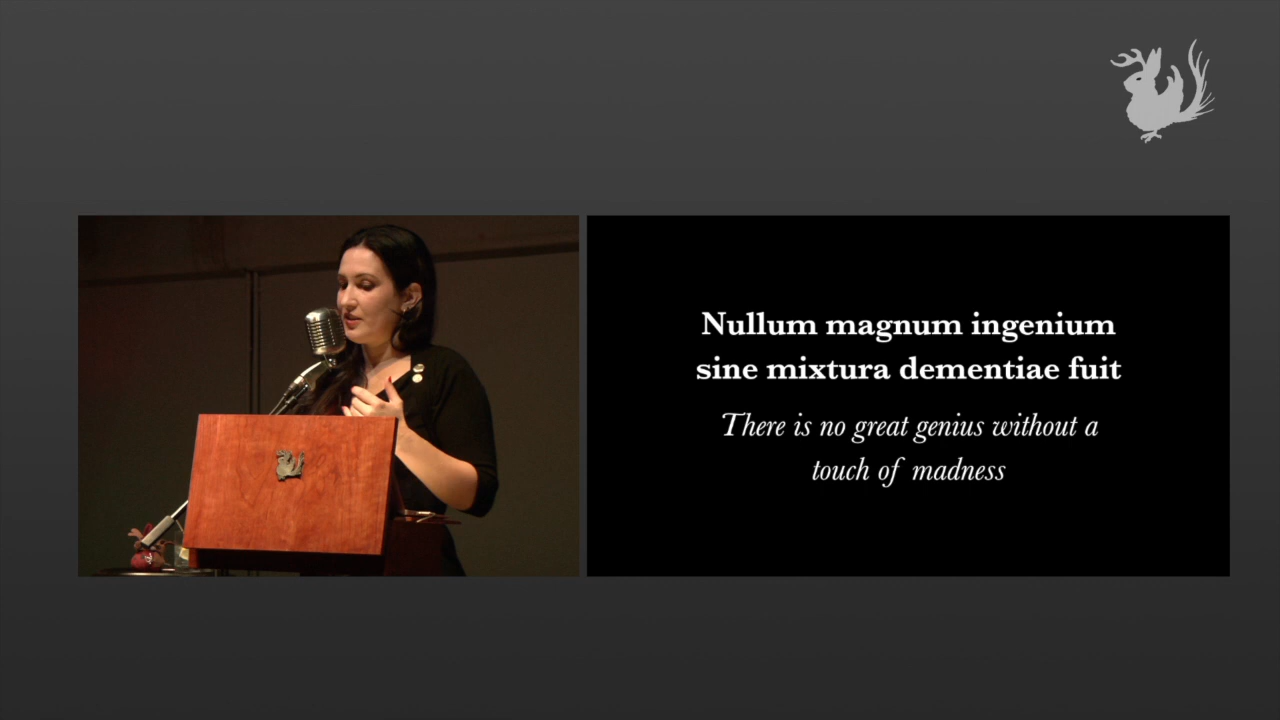 Nullum magnum ingenium
sine mixtura dementiae fuit
There is no great genius without a
touch of madness